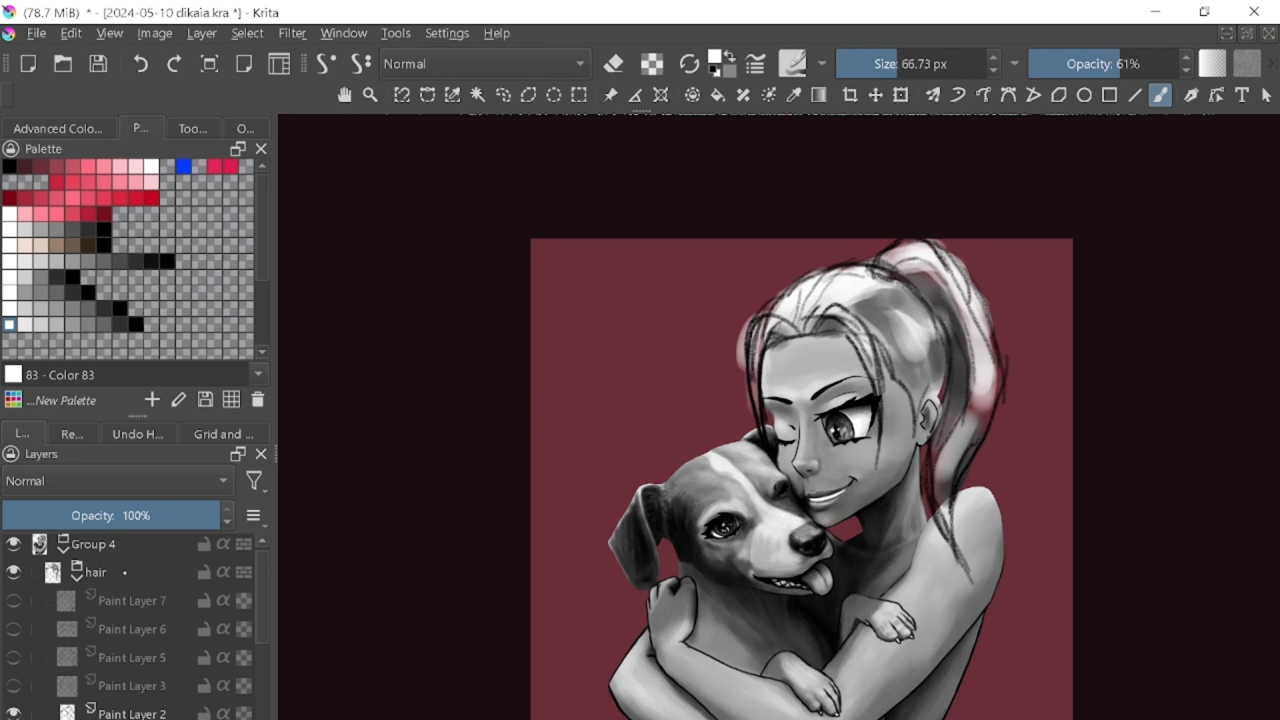 (78.7 MiB) * - [2024-05-10 dikaia.kra *] - Krita
File Edit View Image Layer Select Filter Window Tools Settings Help
Normal Size: 66.73 px Opacity: 61%
Advanced Colo... P... Too... O...
Palette
83 - Color 83
...New Palette
L... Re... Undo H... Grid and ...
Layers
Normal
Opacity: 100%
Group 4
hair
Paint Layer 7
Paint Layer 6
Paint Layer 5
Paint Layer 3
Paint Layer 2